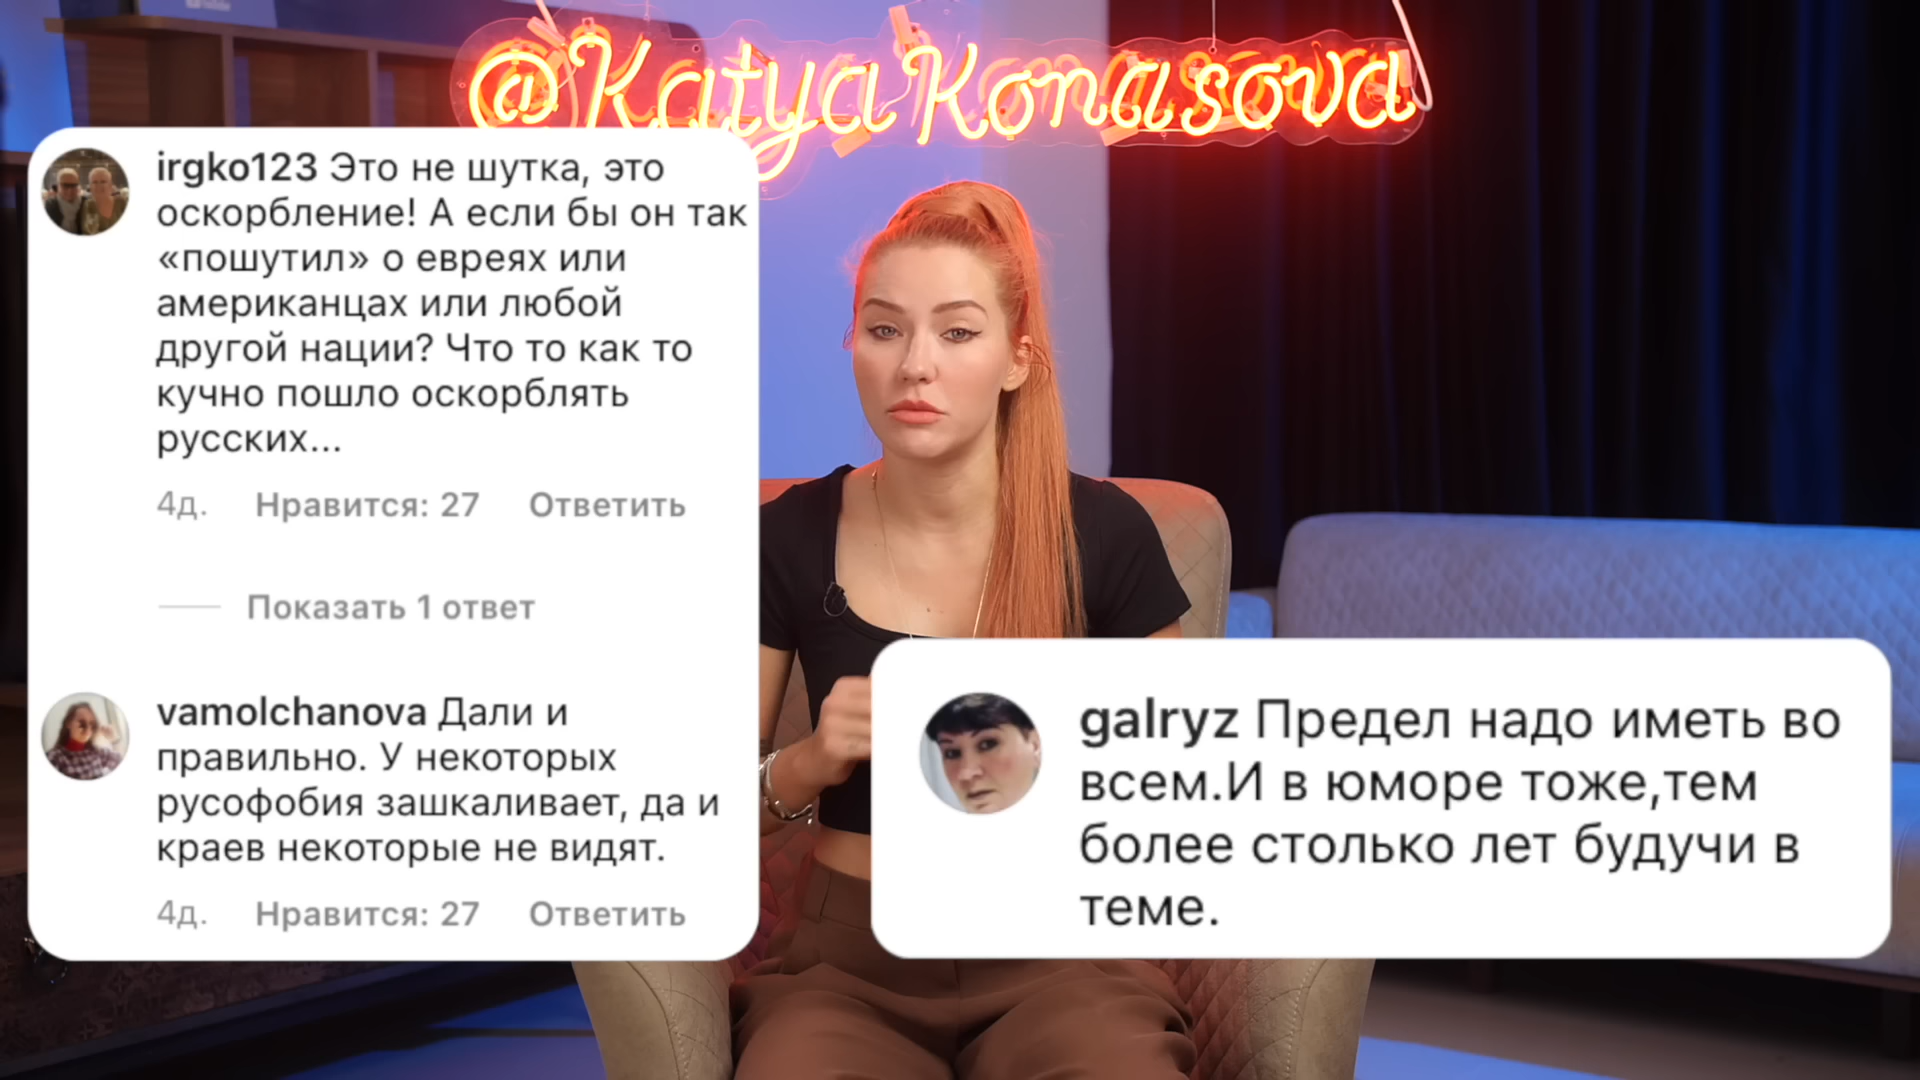 @KatyaKonasova
irgko123 Это не шутка, это
оскорбление! А если бы он так
«пошутил» о евреях или
американцах или любой
другой нации? Что то как то
кучно пошло оскорблять
русских...
4д. Нравится: 27 Ответить
Показать 1 ответ
vamolchanova Дали и
правильно. У некоторых
русофобия зашкаливает, да и
краев некоторые не видят.
4д. Нравится: 27 Ответить
galryz Предел надо иметь во
всем.И в юморе тоже,тем
более столько лет будучи в
теме.